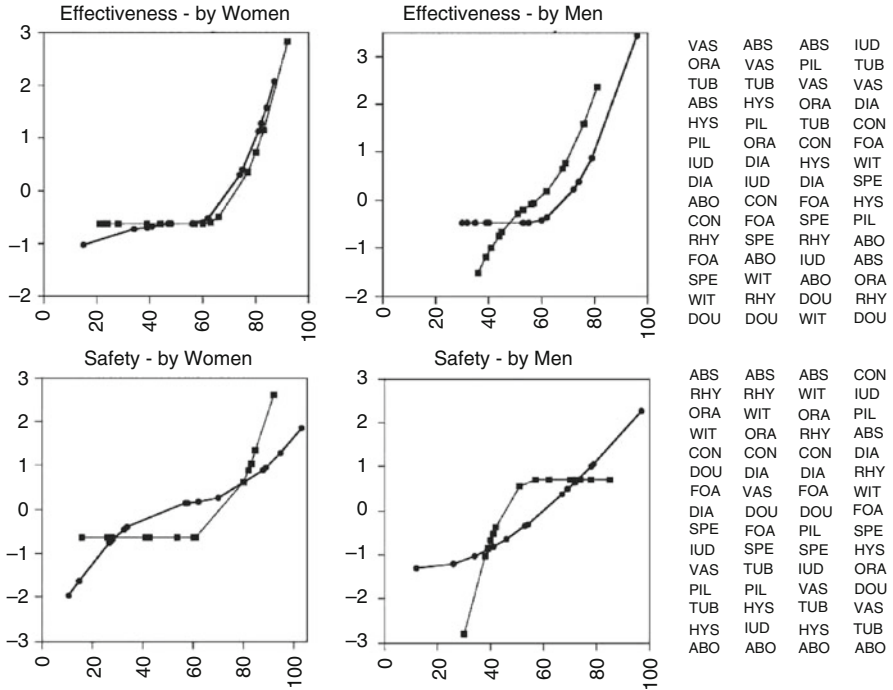 Effectiveness - by Women Effectiveness - by Men
3
2
1
0
−1
−2
0 20 40 60 80 100
3
2
1
0
−1
−2
0 20 40 60 80 100
VAS ABS ABS IUD
ORA VAS PIL TUB
TUB TUB VAS VAS
ABS HYS ORA DIA
HYS PIL TUB CON
PIL ORA CON FOA
IUD DIA HYS WIT
DIA IUD DIA SPE
ABO CON FOA HYS
CON FOA SPE PIL
RHY SPE RHY ABO
FOA ABO IUD ABS
SPE WIT ABO ORA
WIT RHY DOU RHY
DOU DOU WIT DOU
Safety - by Women Safety - by Men
3
2
1
0
−1
−2
−3
0 20 40 60 80 100
3
2
1
0
−1
−2
−3
0 20 40 60 80 100
ABS ABS ABS CON
RHY RHY WIT IUD
ORA WIT ORA PIL
WIT ORA RHY ABS
CON CON CON DIA
DOU DIA DIA RHY
FOA VAS FOA WIT
DIA DOU DOU FOA
SPE FOA PIL SPE
IUD SPE SPE HYS
VAS TUB IUD ORA
PIL PIL VAS DOU
TUB HYS TUB VAS
HYS IUD HYS TUB
ABO ABO ABO ABO